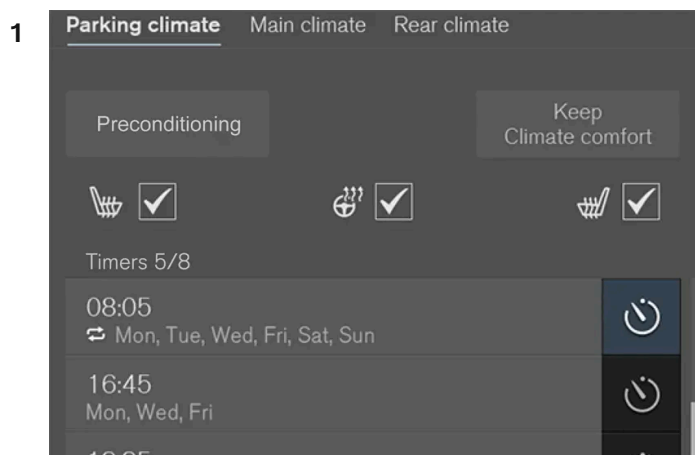 1
Parking climate Main climate Rear climate
Preconditioning
Keep
Climate comfort
Timers 5/8
08:05
Mon, Tue, Wed, Fri, Sat, Sun
16:45
Mon, Wed, Fri